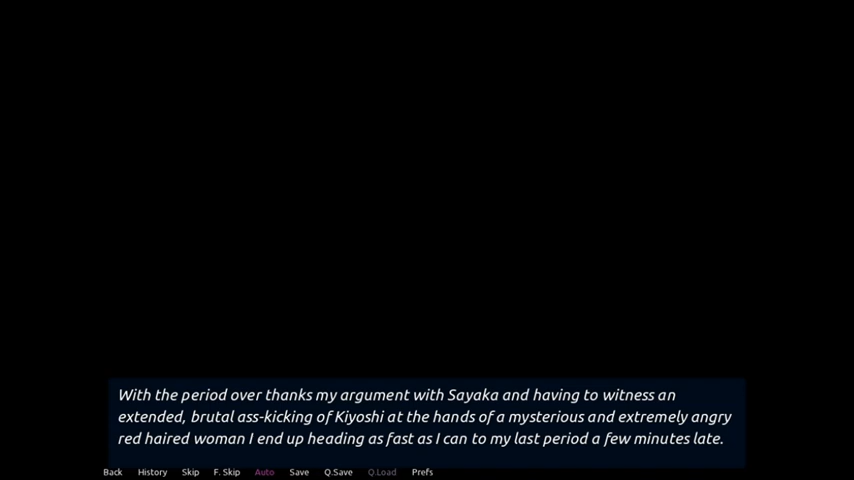 With the period over thanks my argument with Sayaka and having to witness an
extended, brutal ass-kicking of Kiyoshi at the hands of a mysterious and extremely angry
red haired woman I end up heading as fast as I can to my last period a few minutes late.
Back History Skip F. Skip Auto Save Q.Save Q.Load Prefs